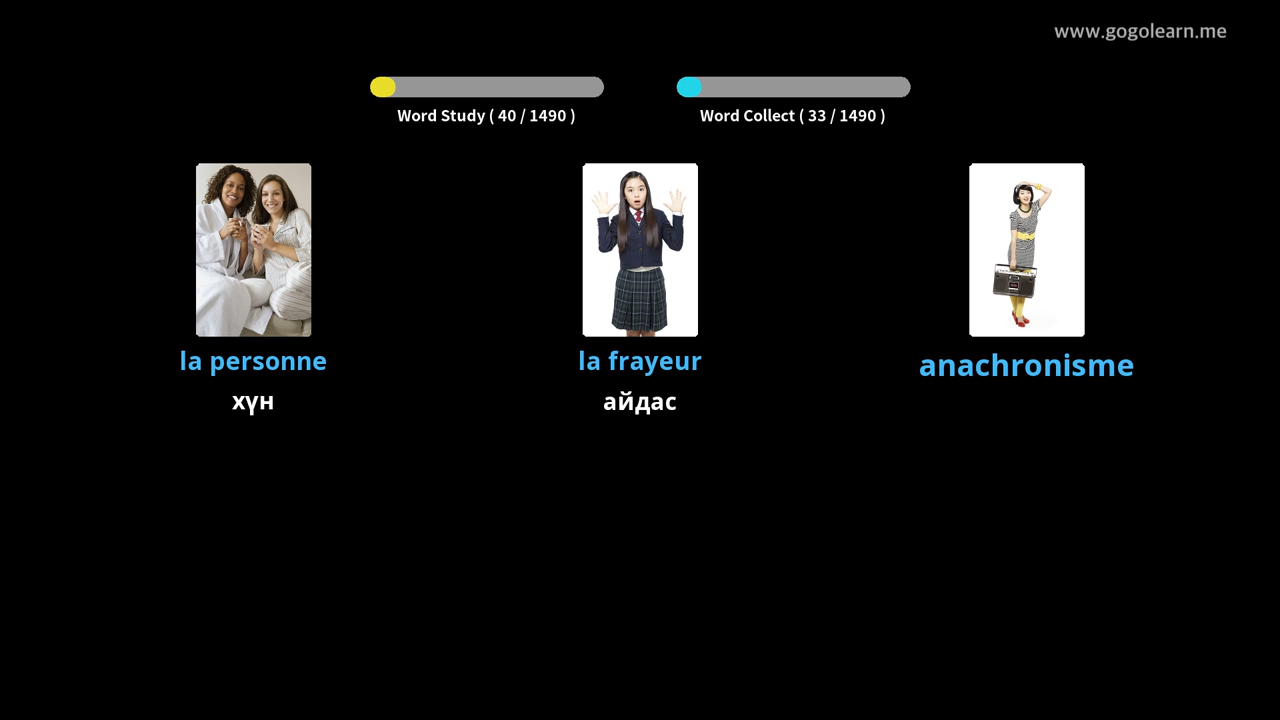 www.gogolearn.me
Word Study ( 40 / 1490 )
Word Collect ( 33 / 1490 )
la personne
хүн
la frayeur
айдас
anachronisme